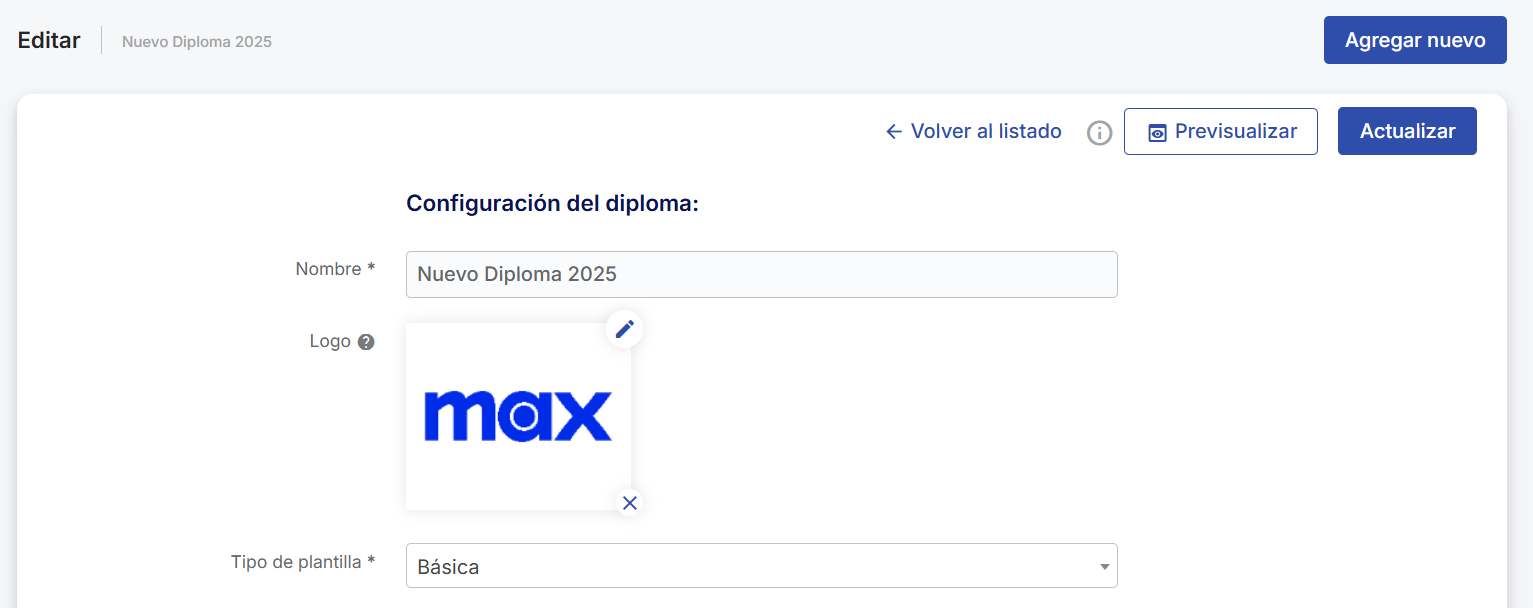 Editar
Nuevo Diploma 2025
Agregar nuevo
← Volver al listado
Previsualizar
Actualizar
Configuración del diploma:
Nombre *
Nuevo Diploma 2025
Logo
max
Tipo de plantilla *
Básica